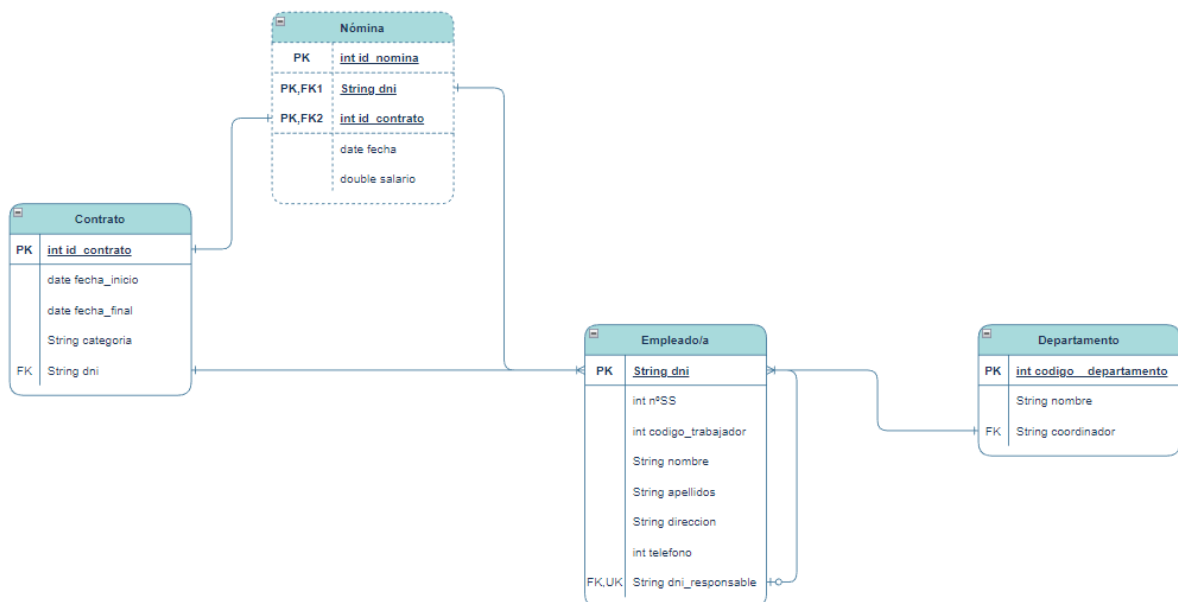 Nómina
PK int id_nomina
PK,FK1 String dni
PK,FK2 int id_contrato
date fecha
double salario
Contrato
PK int id_contrato
date fecha_inicio
date fecha_final
String categoria
FK String dni
Empleado/a
PK String dni
int nºSS
int codigo_trabajador
String nombre
String apellidos
String direccion
int telefono
FK,UK String dni_responsable
Departamento
PK int codigo__departamento
String nombre
FK String coordinador